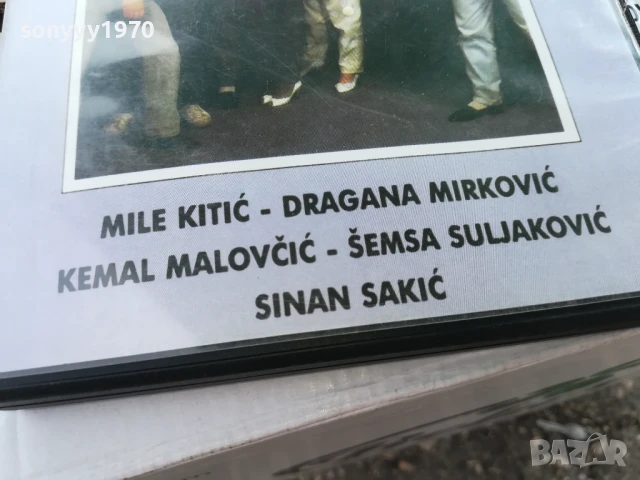 sonyyy1970
MILE KITIĆ - DRAGANA MIRKOVIĆ
KEMAL MALOVČIĆ - ŠEMSA SULJAKOVIĆ
SINAN SAKIĆ
BAZAR